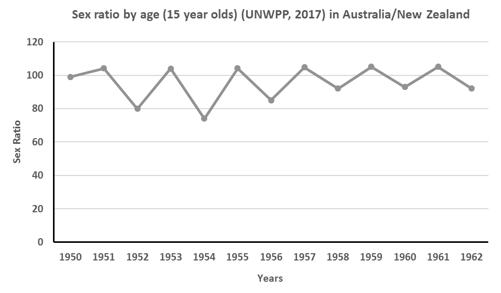 Sex ratio by age (15 year olds) (UNWPP, 2017) in Australia/New Zealand
120
100
80
60
40
20
0
Sex Ratio
1950 1951 1952 1953 1954 1955 1956 1957 1958 1959 1960 1961 1962
Years